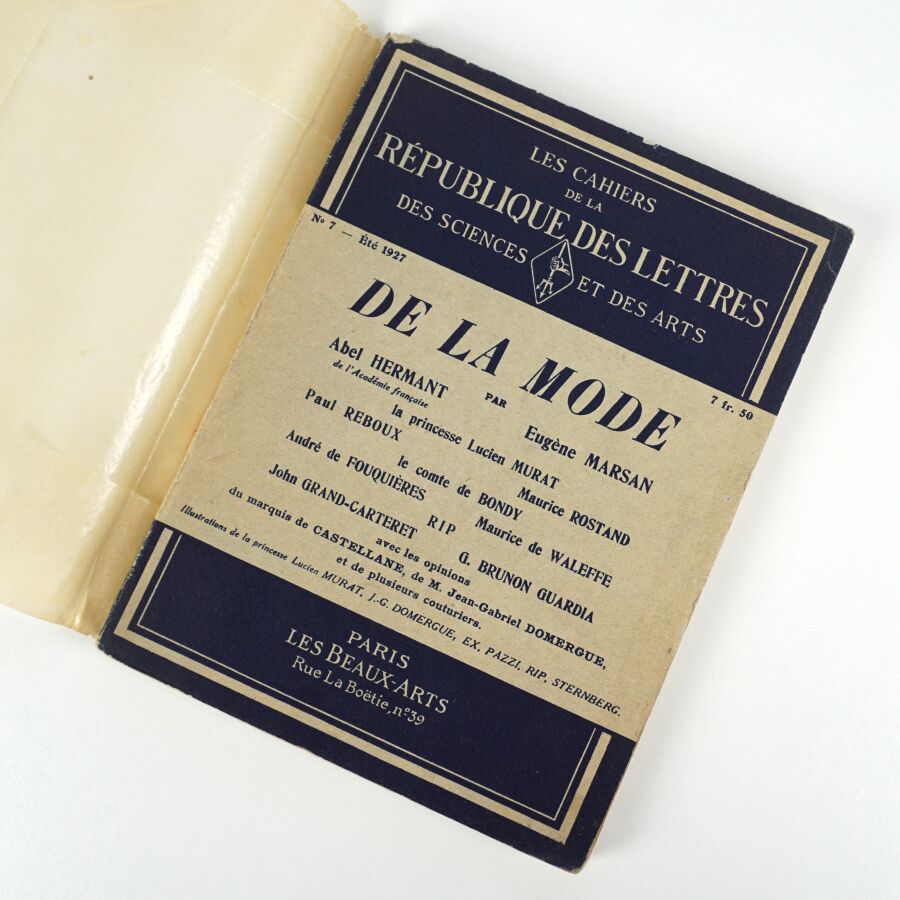 LES CAHIERS
DE LA
RÉPUBLIQUE DES LETTRES
DES SCIENCES ET DES ARTS
N° 7 — Été 1927
7 fr. 50
DE LA MODE
PAR
Abel HERMANT
de l'Académie française
Eugène MARSAN
la princesse Lucien MURAT
Paul REBOUX
Maurice ROSTAND
le comte de BONDY
André de FOUQUIÈRES
Maurice de WALEFFE
RIP
John GRAND-CARTERET
G. BRUNON GUARDIA
avec les opinions
du marquis de CASTELLANE, de M. Jean-Gabriel DOMERGUE,
et de plusieurs couturiers.
Illustrations de la princesse Lucien MURAT, J.-G. DOMERGUE, EX, PAZZI, RIP, STERNBERG.
PARIS
LES BEAUX-ARTS
Rue La Boëtie, n°39